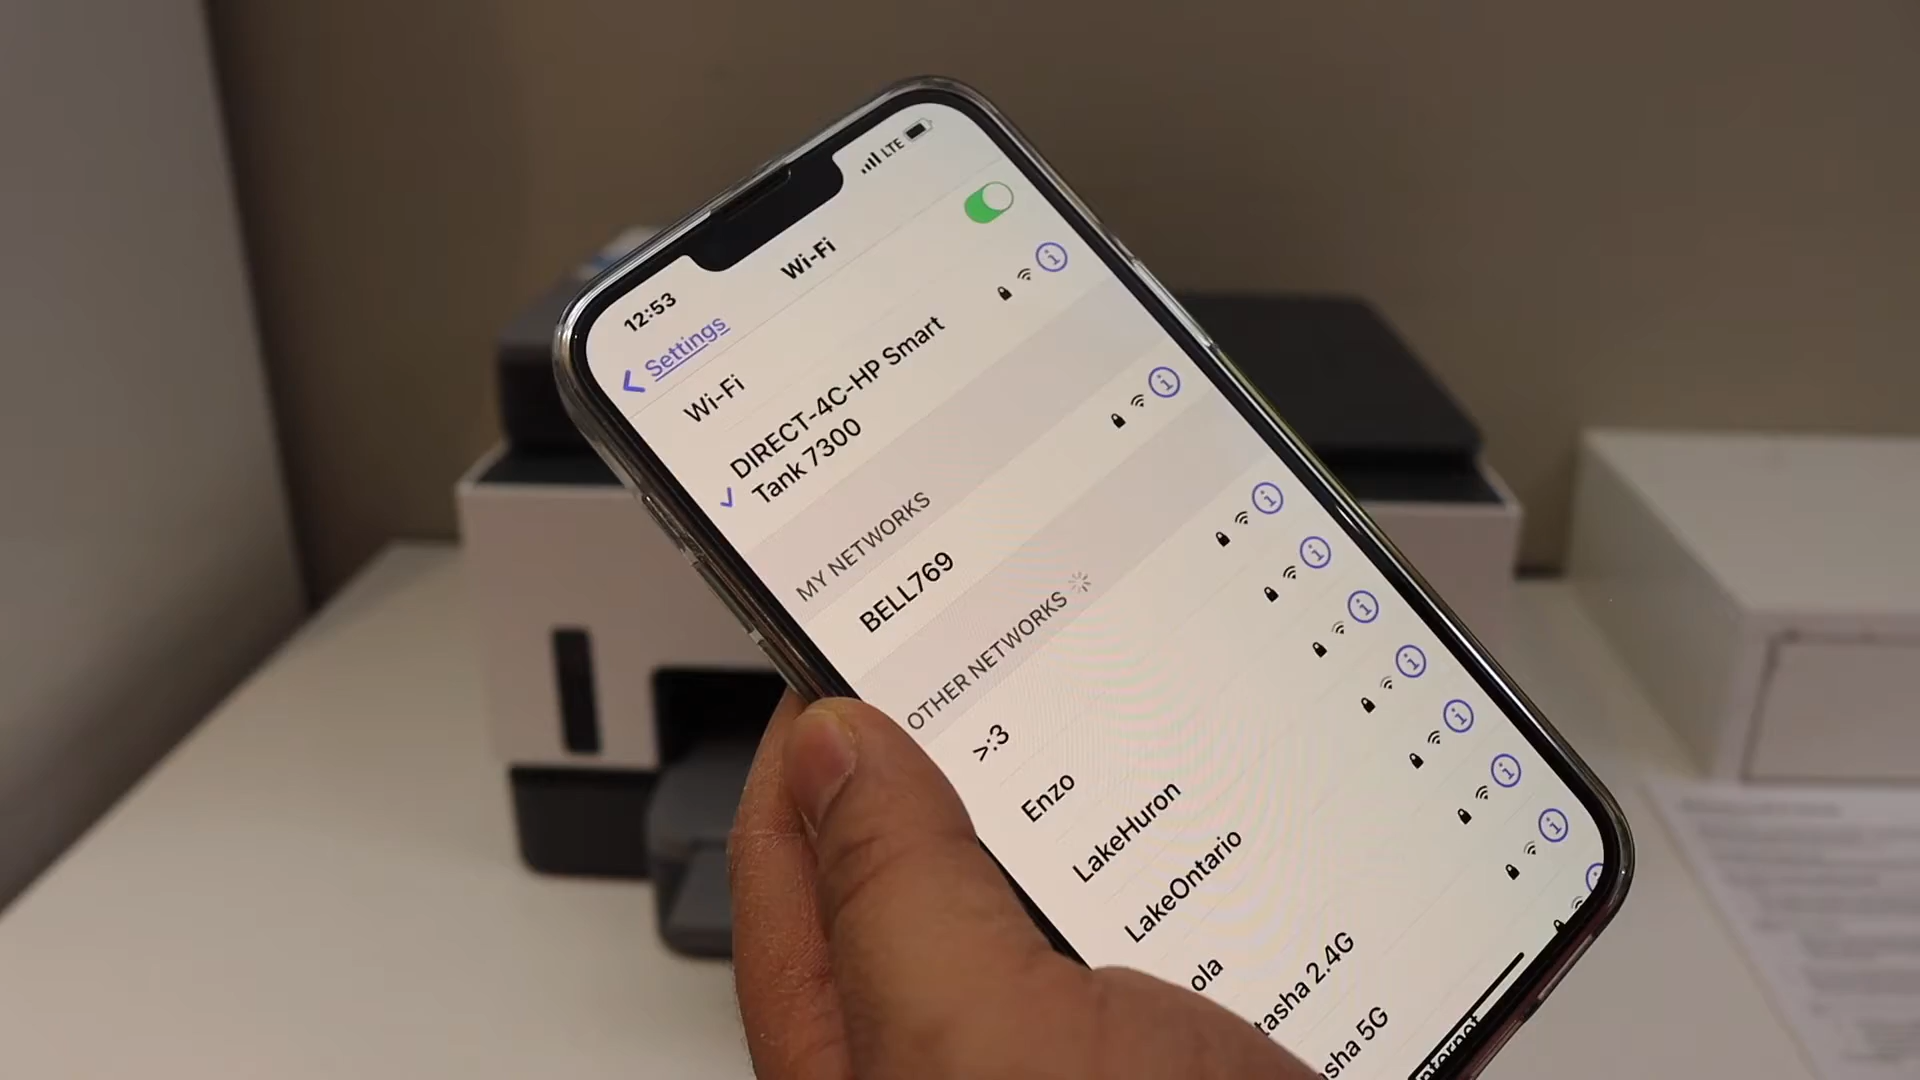 12:53
LTE
Settings
Wi-Fi
Wi-Fi
DIRECT-4C-HP Smart
Tank 7300
MY NETWORKS
BELL769
OTHER NETWORKS
>:3
Enzo
LakeHuron
LakeOntario
ola
tasha 2.4G
sha 5G